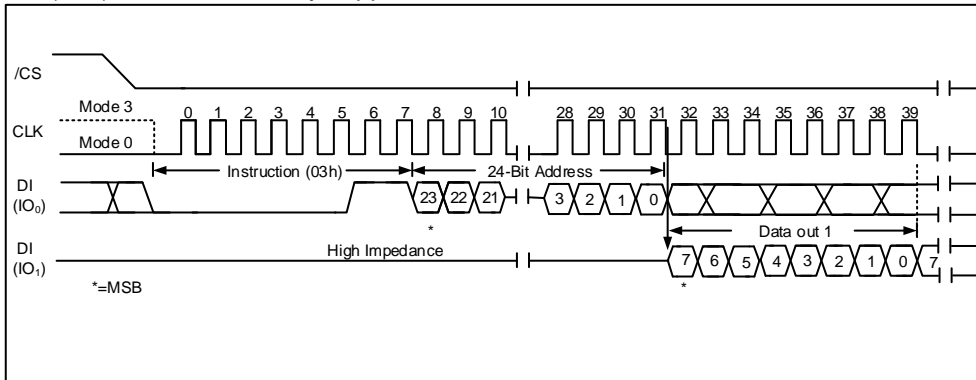 /CS
Mode 3
CLK
Mode 0
0 1 2 3 4 5 6 7 8 9 10 28 29 30 31 32 33 34 35 36 37 38 39
Instruction (03h)
24-Bit Address
DI
(IO0)
23 22 21 3 2 1 0
*
Data out 1
DI
(IO1)
High Impedance
7 6 5 4 3 2 1 0 7
*
*=MSB